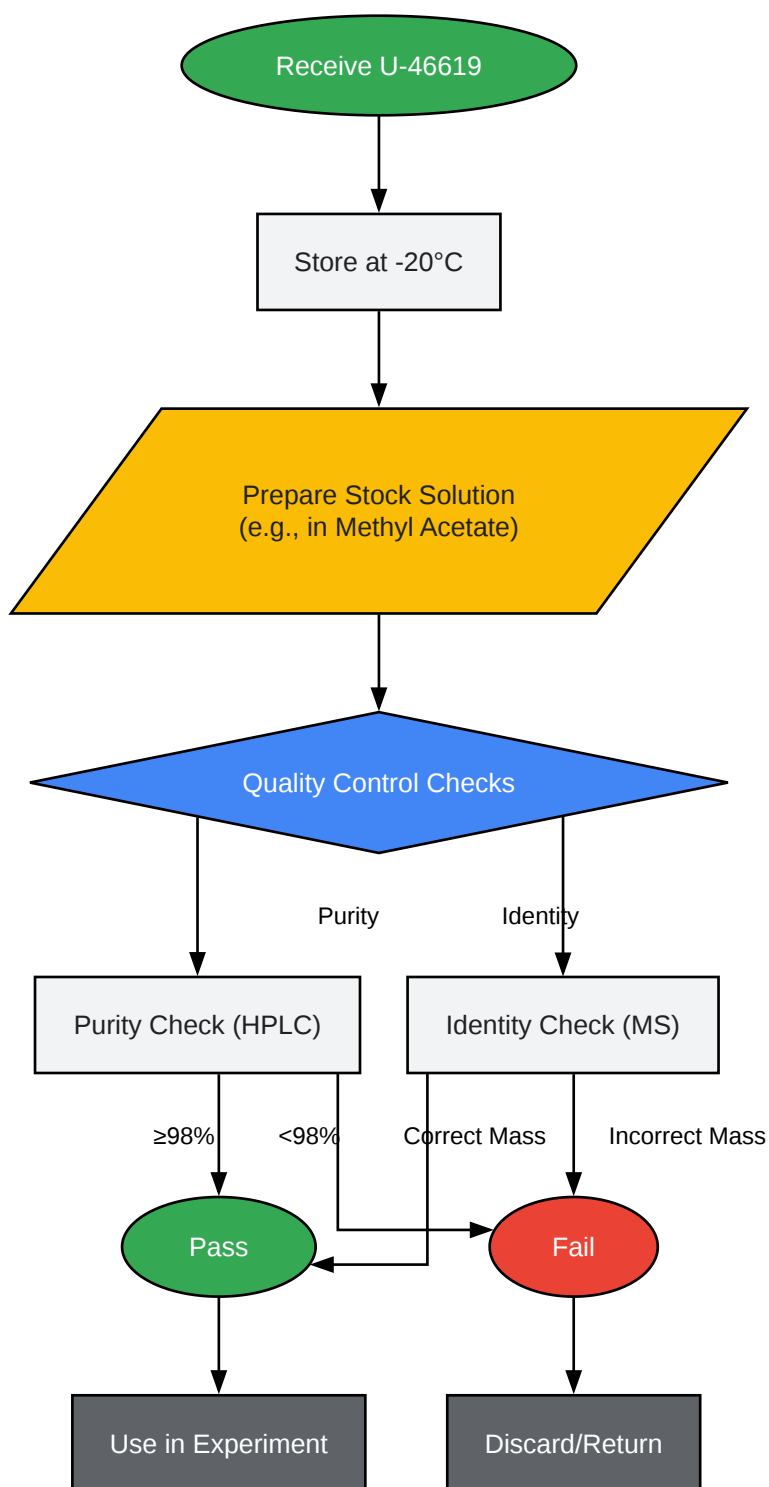 Receive U-46619
Store at -20°C
Prepare Stock Solution
(e.g., in Methyl Acetate)
Quality Control Checks
Purity
Identity
Purity Check (HPLC)
Identity Check (MS)
≥98%
<98%
Correct Mass
Incorrect Mass
Pass
Fail
Use in Experiment
Discard/Return